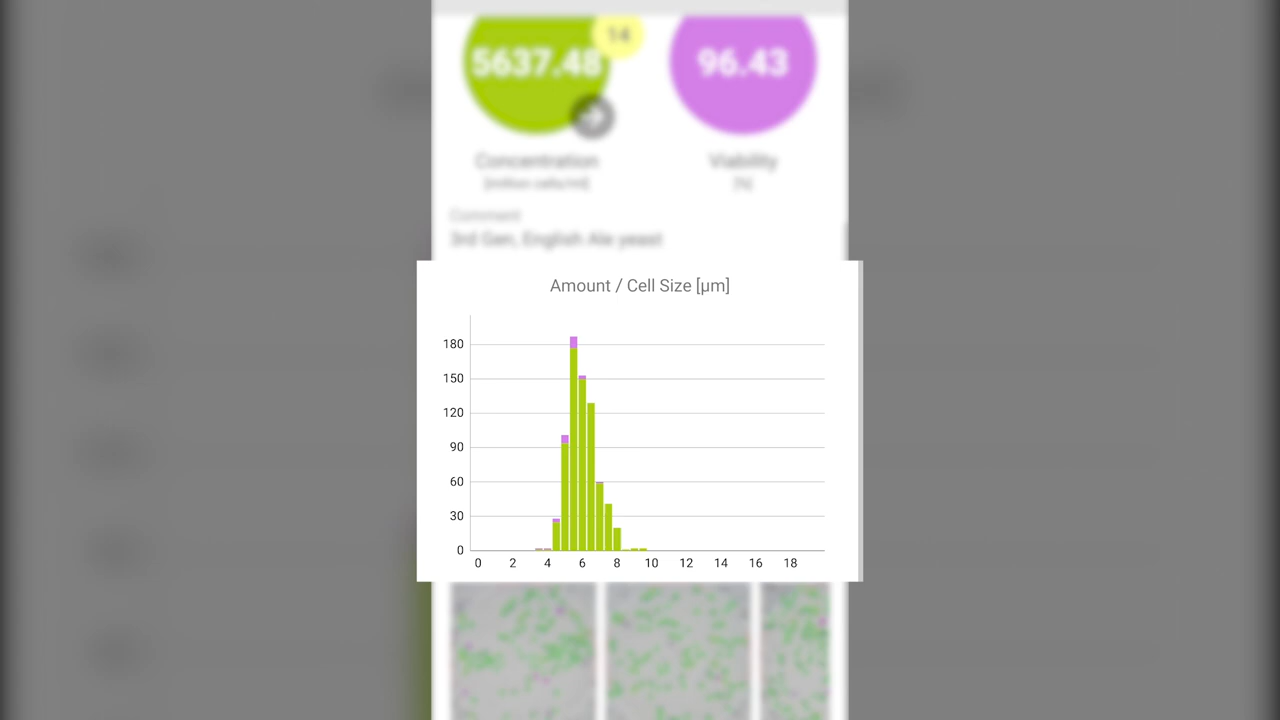 14
5637.48 96.43
Concentration Viability
[million cells/ml] [%]
Comment
3rd Gen, English Ale yeast
Amount / Cell Size [µm]
180
150
120
90
60
30
0
0 2 4 6 8 10 12 14 16 18